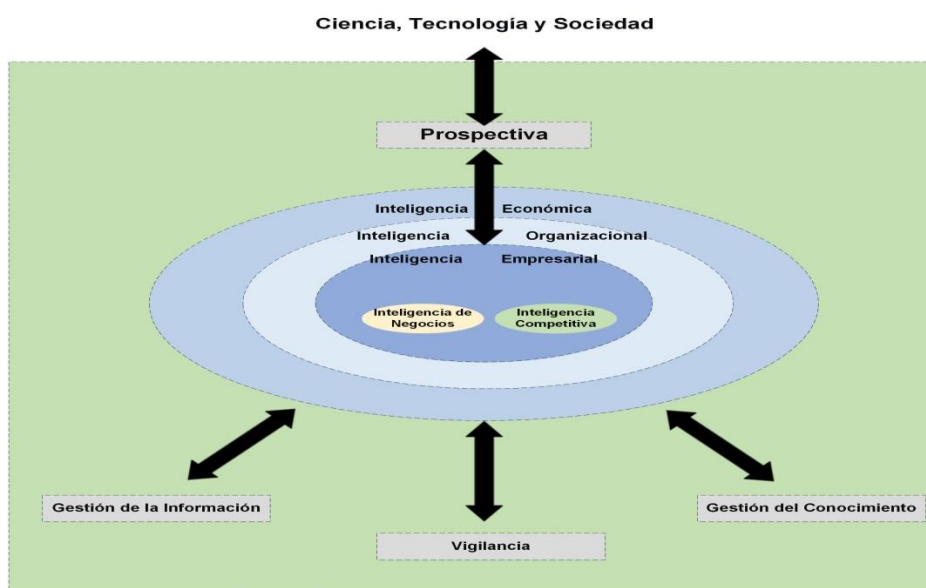 Ciencia, Tecnología y Sociedad
Prospectiva
Inteligencia Económica
Inteligencia Organizacional
Inteligencia Empresarial
Inteligencia de
Negocios
Inteligencia
Competitiva
Gestión de la Información
Vigilancia
Gestión del Conocimiento